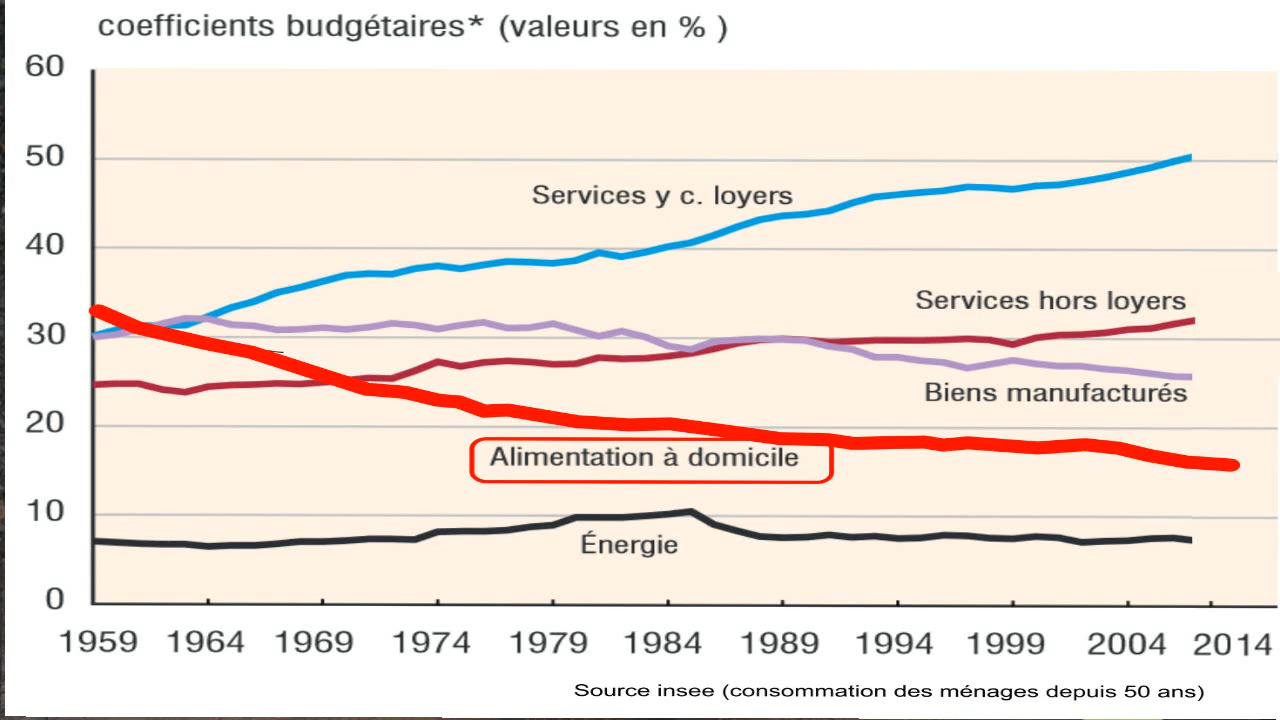 coefficients budgétaires* (valeurs en % )
60
50
Services y c. loyers
40
Services hors loyers
30
Biens manufacturés
20
Alimentation à domicile
10
Énergie
0
1959 1964 1969 1974 1979 1984 1989 1994 1999 2004 2014
Source insee (consommation des ménages depuis 50 ans)